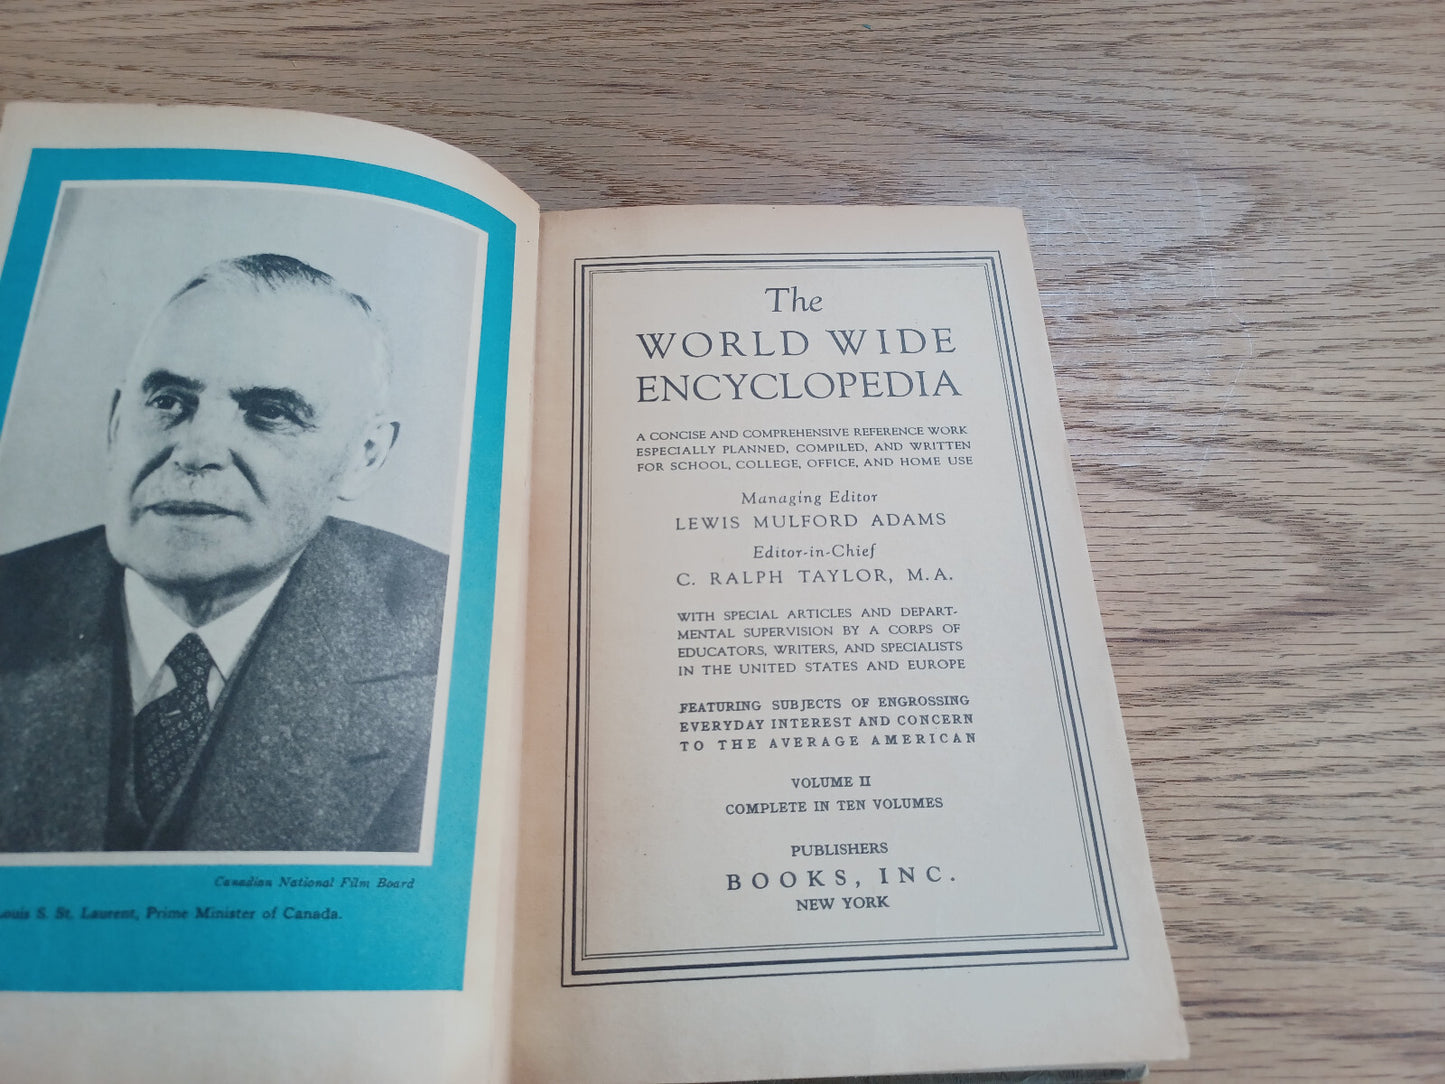 Canadian National Film Board
Louis S. St. Laurent, Prime Minister of Canada.
The
WORLD WIDE
ENCYCLOPEDIA
A CONCISE AND COMPREHENSIVE REFERENCE WORK
ESPECIALLY PLANNED, COMPILED, AND WRITTEN
FOR SCHOOL, COLLEGE, OFFICE, AND HOME USE
Managing Editor
LEWIS MULFORD ADAMS
Editor-in-Chief
C. RALPH TAYLOR, M.A.
WITH SPECIAL ARTICLES AND DEPART-
MENTAL SUPERVISION BY A CORPS OF
EDUCATORS, WRITERS, AND SPECIALISTS
IN THE UNITED STATES AND EUROPE
FEATURING SUBJECTS OF ENGROSSING
EVERYDAY INTEREST AND CONCERN
TO THE AVERAGE AMERICAN
VOLUME II
COMPLETE IN TEN VOLUMES
PUBLISHERS
BOOKS, INC.
NEW YORK